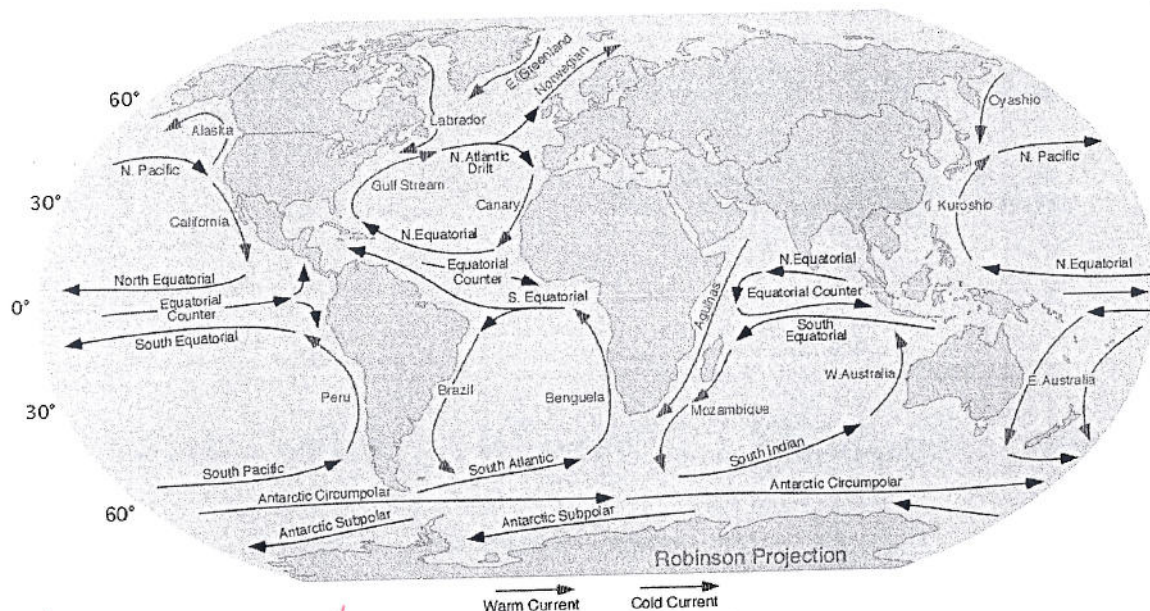 E. Greenland
Norwegian
60°
Oyashio
Alaska
Labrador
N. Pacific
N. Atlantic
Drift
N. Pacific
Gulf Stream
30°
Canary
Kuroshio
California
N.Equatorial
North Equatorial
Equatorial
Counter
N.Equatorial
N.Equatorial
0°
Equatorial
Counter
S. Equatorial
Agulhas
Equatorial Counter
South Equatorial
South
Equatorial
W.Australia
E.Australia
Peru
Brazil
Benguela
30°
Mozambique
South Pacific
South Atlantic
South Indian
Antarctic Circumpolar
Antarctic Circumpolar
60°
Antarctic Subpolar
Antarctic Subpolar
Robinson Projection
Warm Current
Cold Current